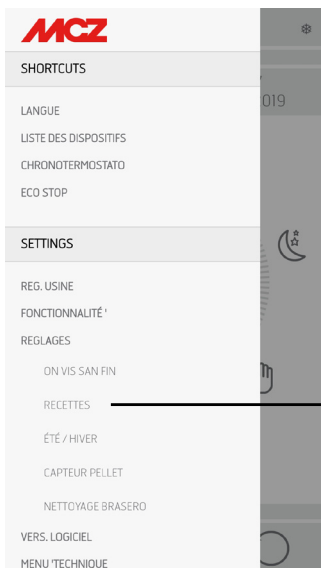 MCZ
SHORTCUTS
019
LANGUE
LISTE DES DISPOSITIFS
CHRONOTERMOSTATO
ECO STOP
SETTINGS
REG. USINE
FONCTIONNALITÉ '
REGLAGES
ON VIS SAN FIN
RECETTES
ÉTÉ / HIVER
CAPTEUR PELLET
NETTOYAGE BRASERO
VERS. LOGICIEL
MENU 'TECHNIQUE